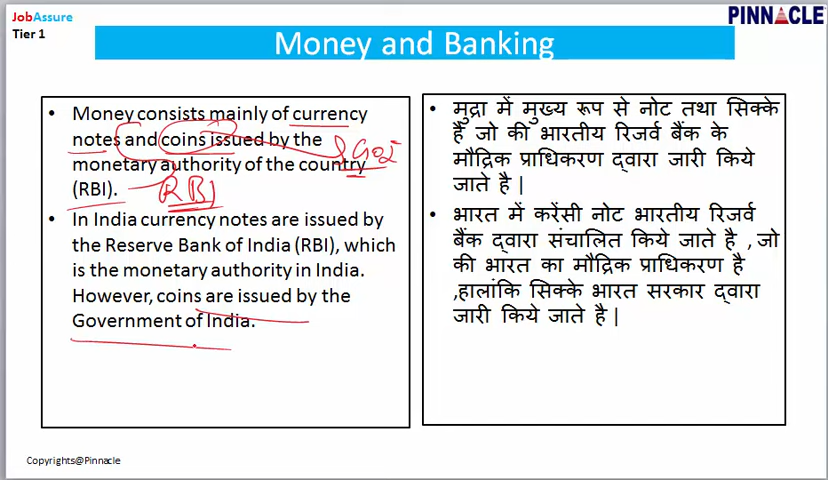 JobAssure
Tier 1
PINNACLE
Money and Banking
• Money consists mainly of currency
notes and coins issued by the
monetary authority of the country
(RBI).
GOI
RBI
• In India currency notes are issued by
the Reserve Bank of India (RBI), which
is the monetary authority in India.
However, coins are issued by the
Government of India.
• मुद्रा में मुख्य रूप से नोट तथा सिक्के
हैं जो की भारतीय रिजर्व बैंक के
मौद्रिक प्राधिकरण द्वारा जारी किये
जाते है |
• भारत में करेंसी नोट भारतीय रिजर्व
बैंक द्वारा संचालित किये जाते है , जो
की भारत का मौद्रिक प्राधिकरण है
,हालांकि सिक्के भारत सरकार द्वारा
जारी किये जाते है |
Copyrights@Pinnacle